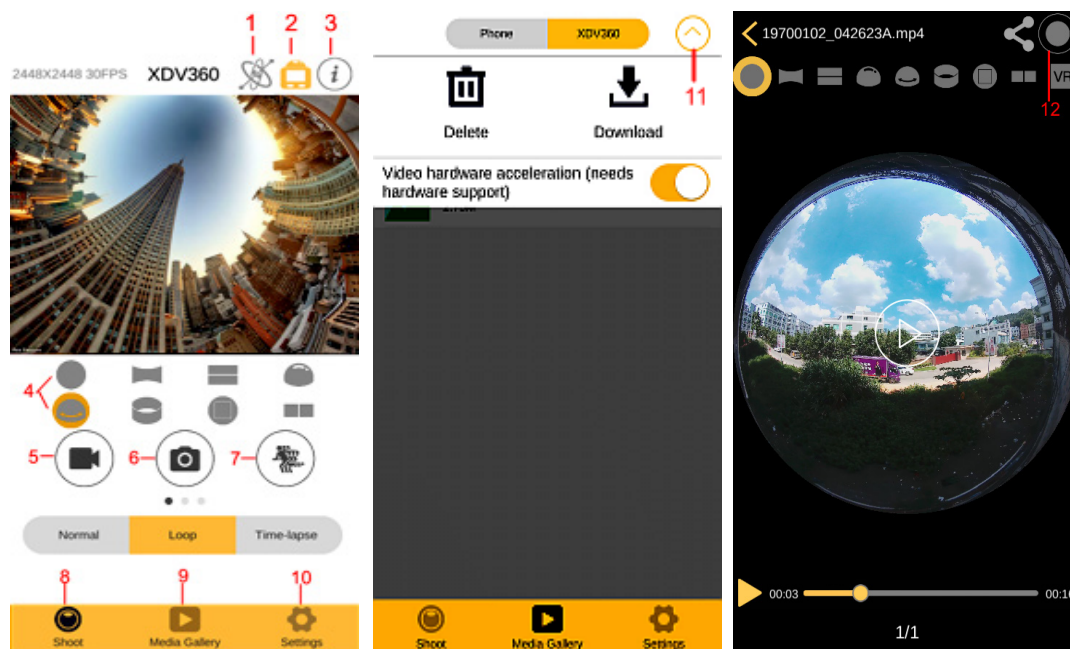 1
2
3
2448X2448 30FPS
XDV360
i
4
5
6
7
Normal
Loop
Time-lapse
8
9
10
Shoot
Media Gallery
Settings
Phone
XDV360
11
Delete
Download
Video hardware acceleration (needs
hardware support)
Shoot
Media Gallery
Settings
19700102_042623A.mp4
VR
12
00:03
00:16
1/1